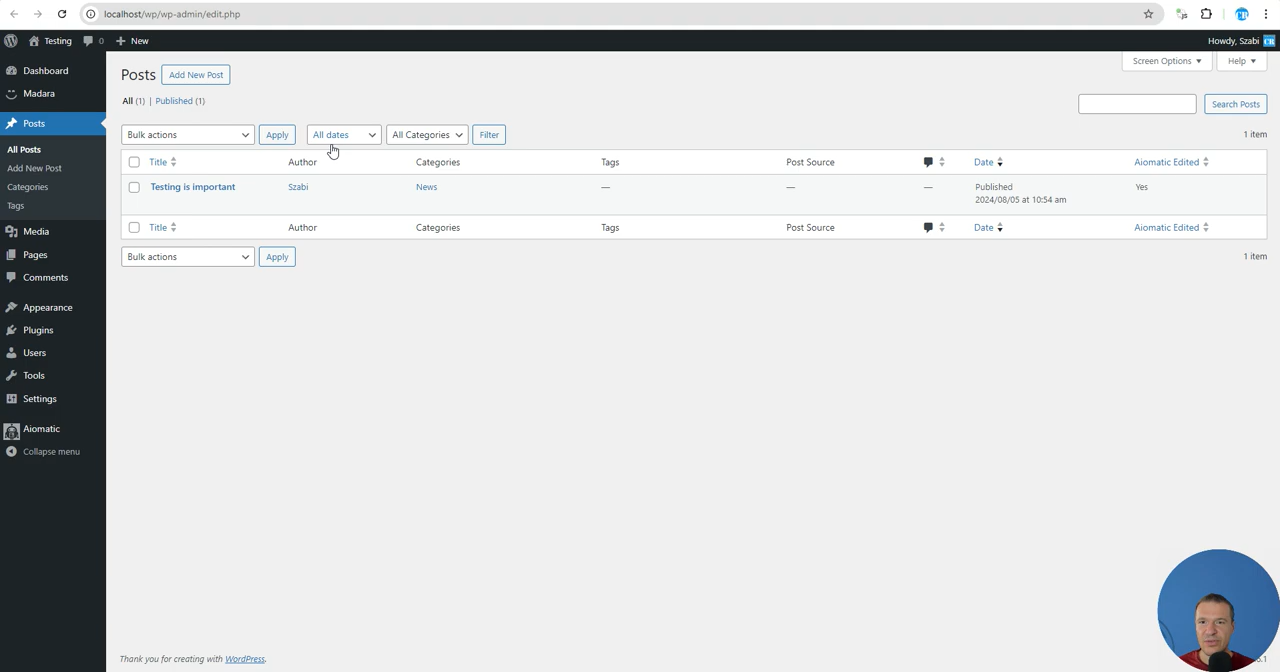 localhost/wp/wp-admin/edit.php
Testing 0 New Howdy, Szabi
Dashboard
Madara
Posts
All Posts
Add New Post
Categories
Tags
Media
Pages
Comments
Appearance
Plugins
Users
Tools
Settings
Aiomatic
Collapse menu
Screen Options Help
Posts Add New Post
All (1) | Published (1)
Search Posts
Bulk actions Apply All dates All Categories Filter 1 item
Title Author Categories Tags Post Source Date Aiomatic Edited
Testing is important Szabi News — — — Published Yes
2024/08/05 at 10:54 am
Title Author Categories Tags Post Source Date Aiomatic Edited
Bulk actions Apply 1 item
Thank you for creating with WordPress.